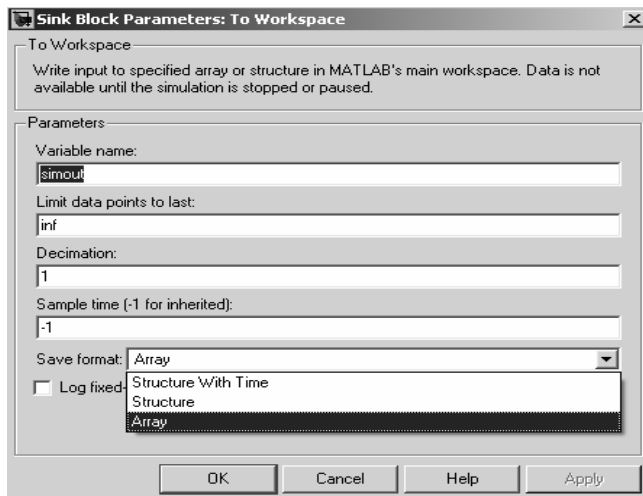 Sink Block Parameters: To Workspace
To Workspace
Write input to specified array or structure in MATLAB's main workspace. Data is not
available until the simulation is stopped or paused.
Parameters
Variable name:
simout
Limit data points to last:
inf
Decimation:
1
Sample time (-1 for inherited):
-1
Save format: Array
Structure With Time
Log fixed-
Structure
Array
OK Cancel Help Apply